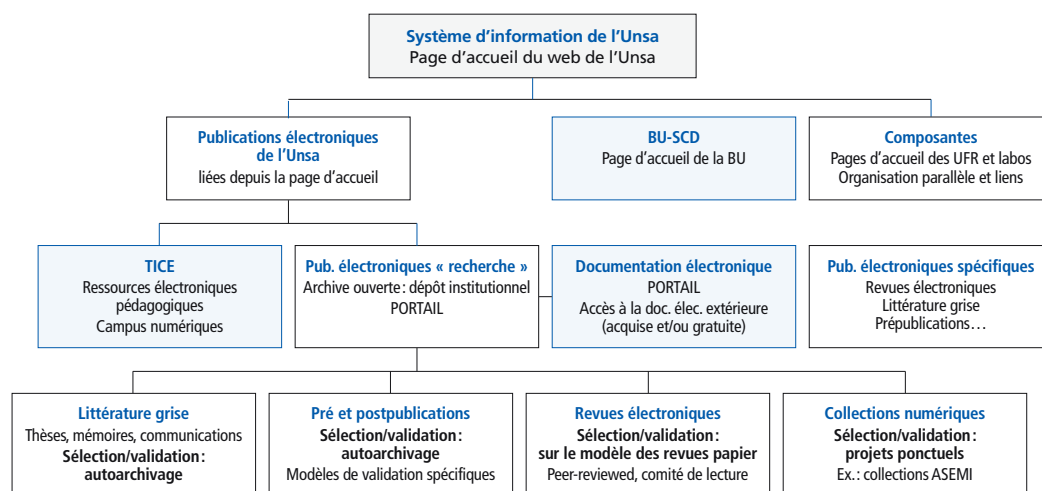 Système d'information de l'Unsa
Page d'accueil du web de l'Unsa
Publications électroniques
de l'Unsa
liées depuis la page d'accueil
BU-SCD
Page d'accueil de la BU
Composantes
Pages d'accueil des UFR et labos
Organisation parallèle et liens
TICE
Ressources électroniques
pédagogiques
Campus numériques
Pub. électroniques « recherche »
Archive ouverte : dépôt institutionnel
PORTAIL
Documentation électronique
PORTAIL
Accès à la doc. élec. extérieure
(acquise et/ou gratuite)
Pub. électroniques spécifiques
Revues électroniques
Littérature grise
Prépublications…
Littérature grise
Thèses, mémoires, communications
Sélection/validation :
autoarchivage
Pré et postpublications
Sélection/validation :
autoarchivage
Modèles de validation spécifiques
Revues électroniques
Sélection/validation :
sur le modèle des revues papier
Peer-reviewed, comité de lecture
Collections numériques
Sélection/validation :
projets ponctuels
Ex. : collections ASEMI